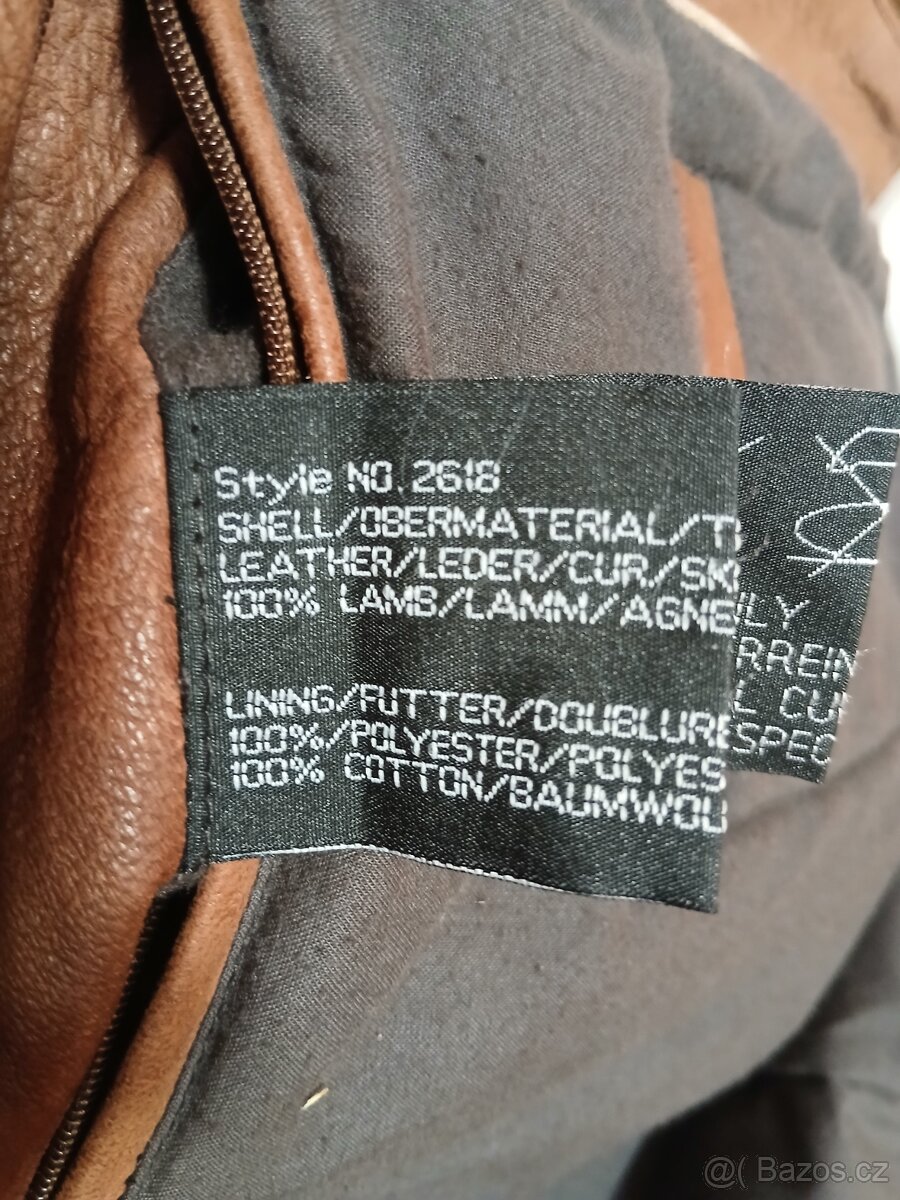 Style NO.2618
SHELL/OBERMATERIAL/T
LEATHER/LEDER/CUR/SK
100% LAMB/LAMM/AGNE
LINING/FUTTER/DOUBLURE
100%/POLYESTER/POLYES
100% COTTON/BAUMWOL
ILY
RREIN
L CU
SPEC
@( Bazos.cz